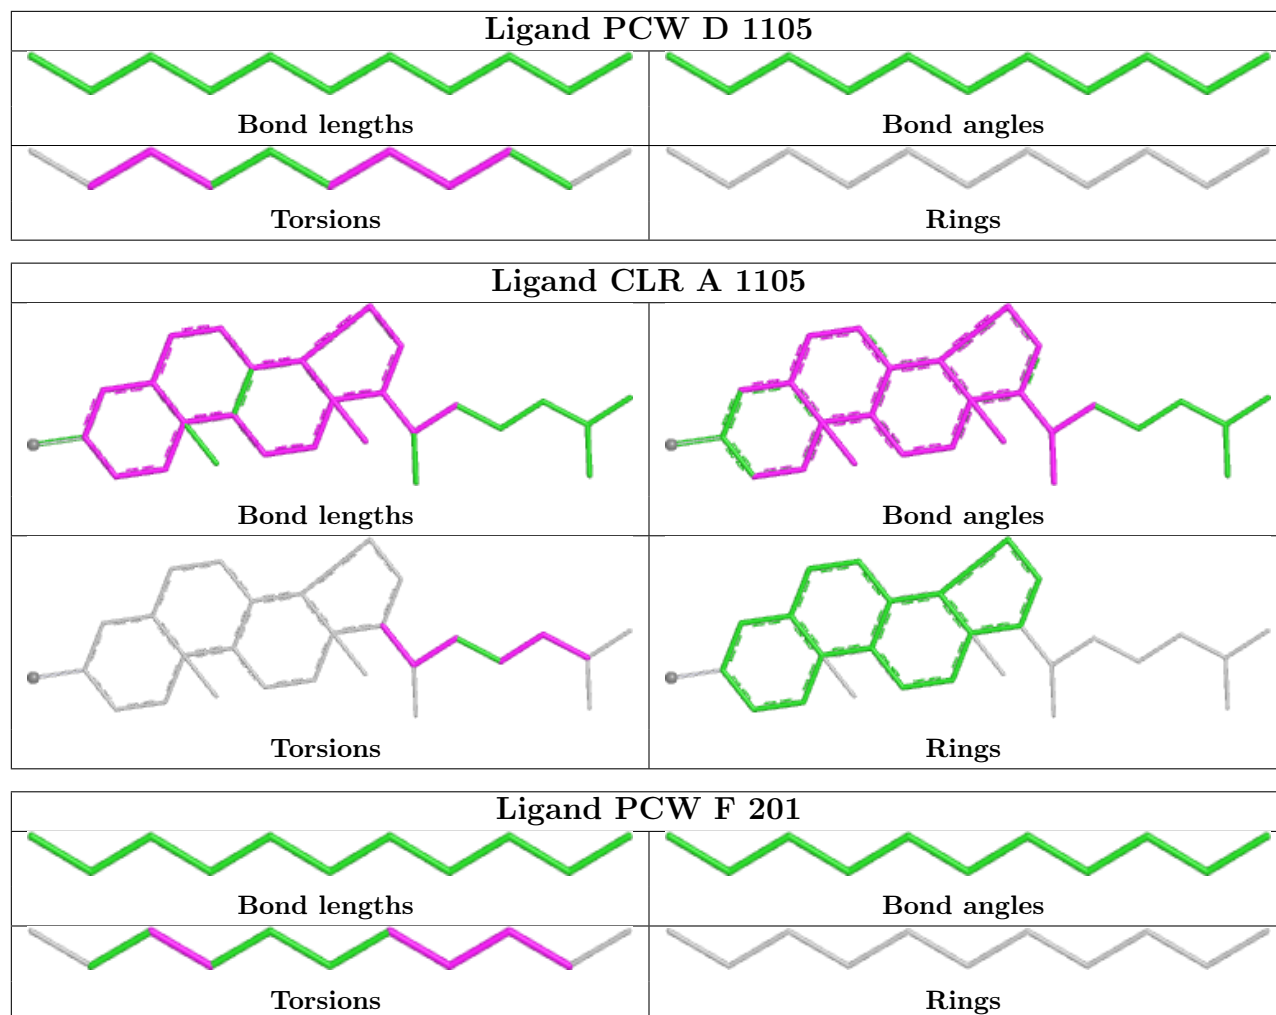 Ligand PCW D 1105
Bond lengths
Bond angles
Torsions
Rings
Ligand CLR A 1105
Bond lengths
Bond angles
Torsions
Rings
Ligand PCW F 201
Bond lengths
Bond angles
Torsions
Rings